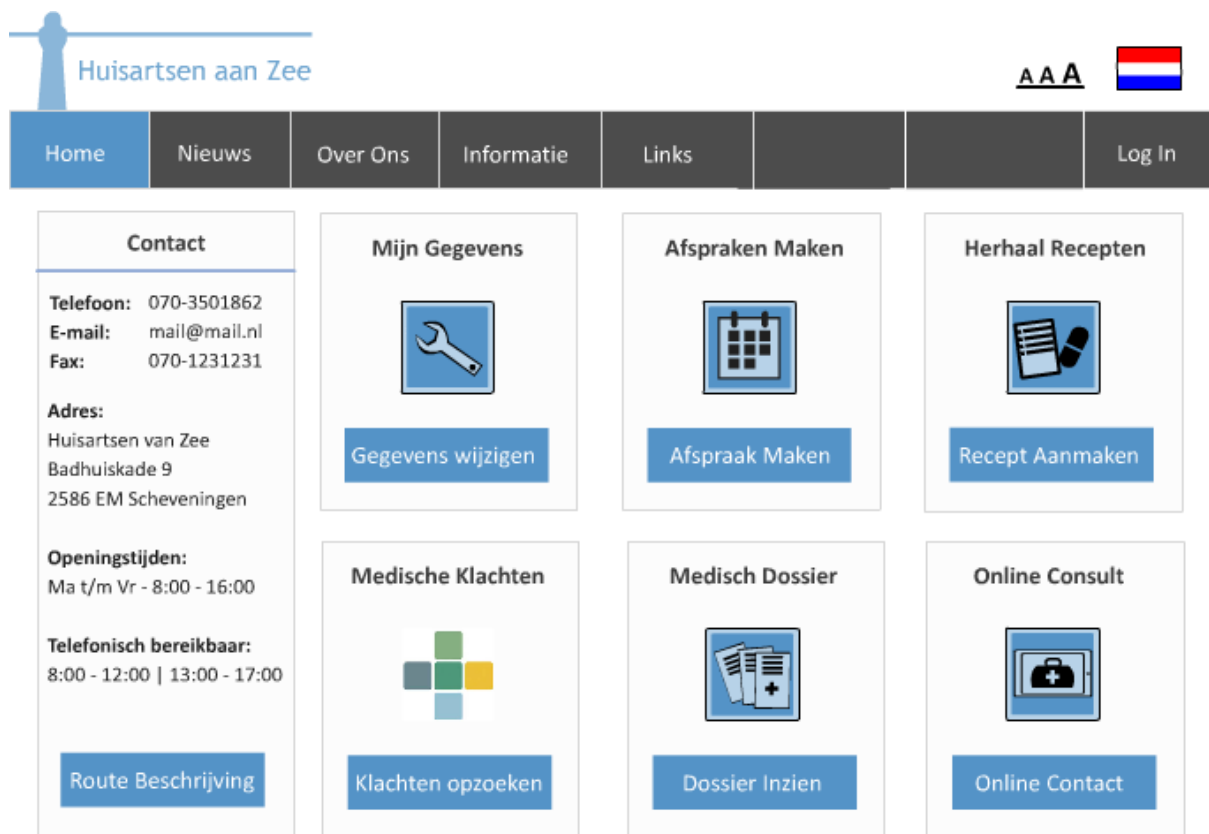 Huisartsen aan Zee
A A A
Home Nieuws Over Ons Informatie Links Log In
Contact
Telefoon: 070-3501862
E-mail: mail@mail.nl
Fax: 070-1231231
Adres:
Huisartsen van Zee
Badhuiskade 9
2586 EM Scheveningen
Openingstijden:
Ma t/m Vr - 8:00 - 16:00
Telefonisch bereikbaar:
8:00 - 12:00 | 13:00 - 17:00
Route Beschrijving
Mijn Gegevens
Gegevens wijzigen
Afspraken Maken
Afspraak Maken
Herhaal Recepten
Recept Aanmaken
Medische Klachten
Klachten opzoeken
Medisch Dossier
Dossier Inzien
Online Consult
Online Contact